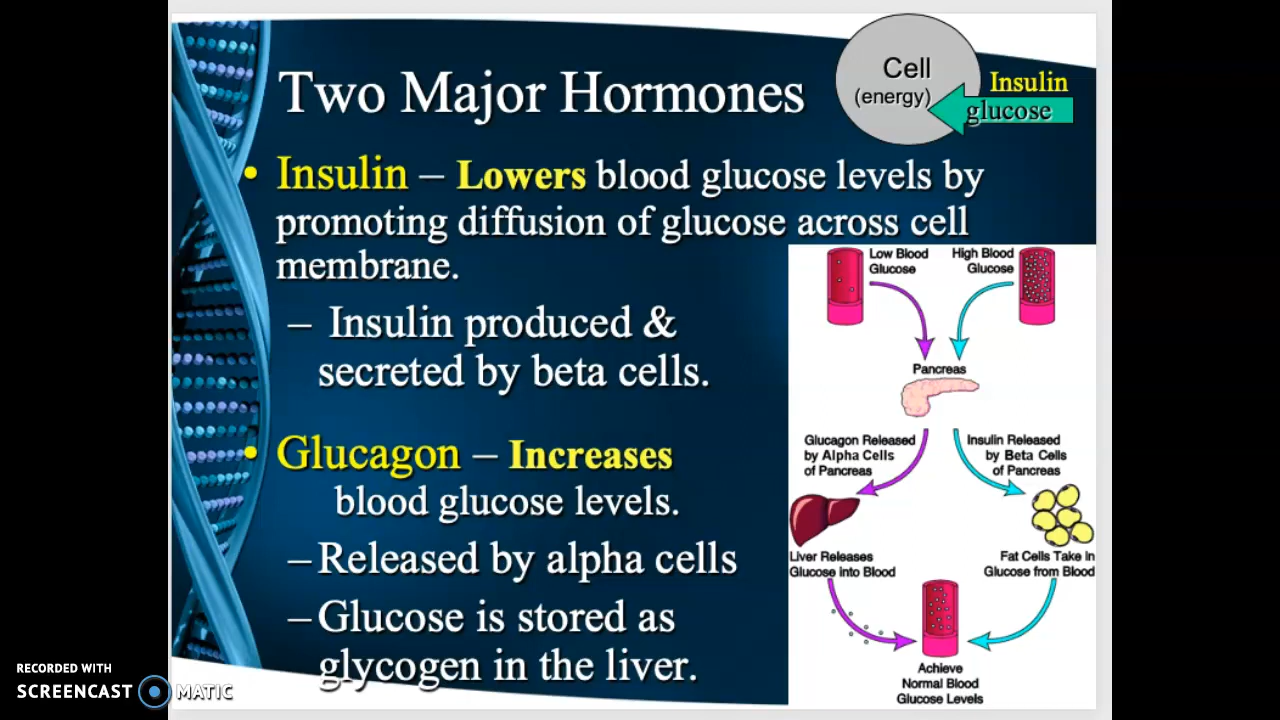 Two Major Hormones
Cell
(energy)
Insulin
glucose
• Insulin – Lowers blood glucose levels by
promoting diffusion of glucose across cell
membrane.
– Insulin produced &
secreted by beta cells.
• Glucagon – Increases
blood glucose levels.
– Released by alpha cells
– Glucose is stored as
glycogen in the liver.
Low Blood
Glucose
High Blood
Glucose
Pancreas
Glucagon Released
by Alpha Cells
of Pancreas
Insulin Released
by Beta Cells
of Pancreas
Liver Releases
Glucose into Blood
Fat Cells Take In
Glucose from Blood
Achieve
Normal Blood
Glucose Levels
RECORDED WITH
SCREENCAST MATIC